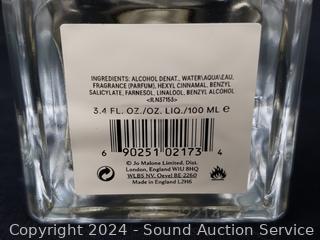 INGREDIENTS: ALCOHOL DENAT., WATER\AQUA\EAU,
FRAGRANCE (PARFUM), HEXYL CINNAMAL, BENZYL
SALICYLATE, FARNESOL, LINALOOL, BENZYL ALCOHOL
<ILN37153>
3.4 FL. OZ./OZ. LIQ./100 ML e
6 90251 02173 4
© Jo Malone Limited, Dist.
London, England W1U 8HQ
WLBS NV, Oevel BE-2260
Made in England L2H6
Copyright 2024 - Sound Auction Service